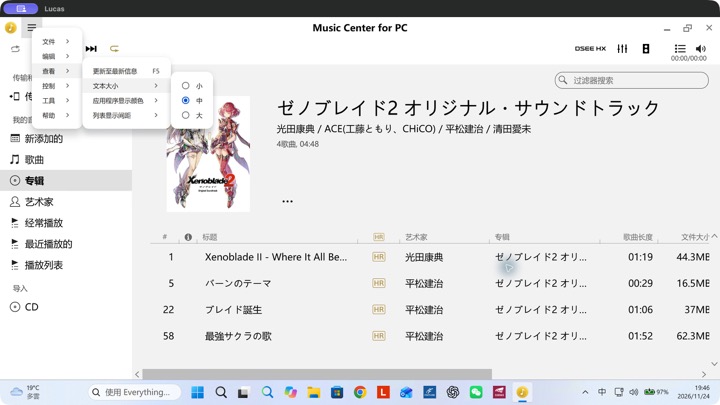 Lucas
Music Center for PC
文件
编辑
查看
控制
工具
帮助
更新至最新信息 F5
文本大小
应用程序显示颜色
列表显示间距
小
中
大
DSEE HX
00:00/00:00
过滤器搜索
我的音
新添加的
歌曲
专辑
艺术家
经常播放
最近播放的
播放列表
导入
CD
ゼノブレイド2 オリジナル・サウンドトラック
光田康典 / ACE(工藤ともり、CHiCO) / 平松建治 / 清田愛未
4歌曲, 04:48
Xenoblade 2
Original Soundtrack
...
# 标题 HR 艺术家 专辑 歌曲长度 文件大小
1 Xenoblade II - Where It All Be... HR 光田康典 ゼノブレイド2 オリ... 01:19 44.3MB
5 バーンのテーマ HR 平松建治 ゼノブレイド2 オリ... 00:29 16.5MB
22 ブレイド誕生 HR 平松建治 ゼノブレイド2 オリ... 01:06 37MB
58 最強サクラの歌 HR 平松建治 ゼノブレイド2 オリ... 01:52 62.3MB
19°C
多雲
使用 Everything...
中
97%
19:46
2026/11/24